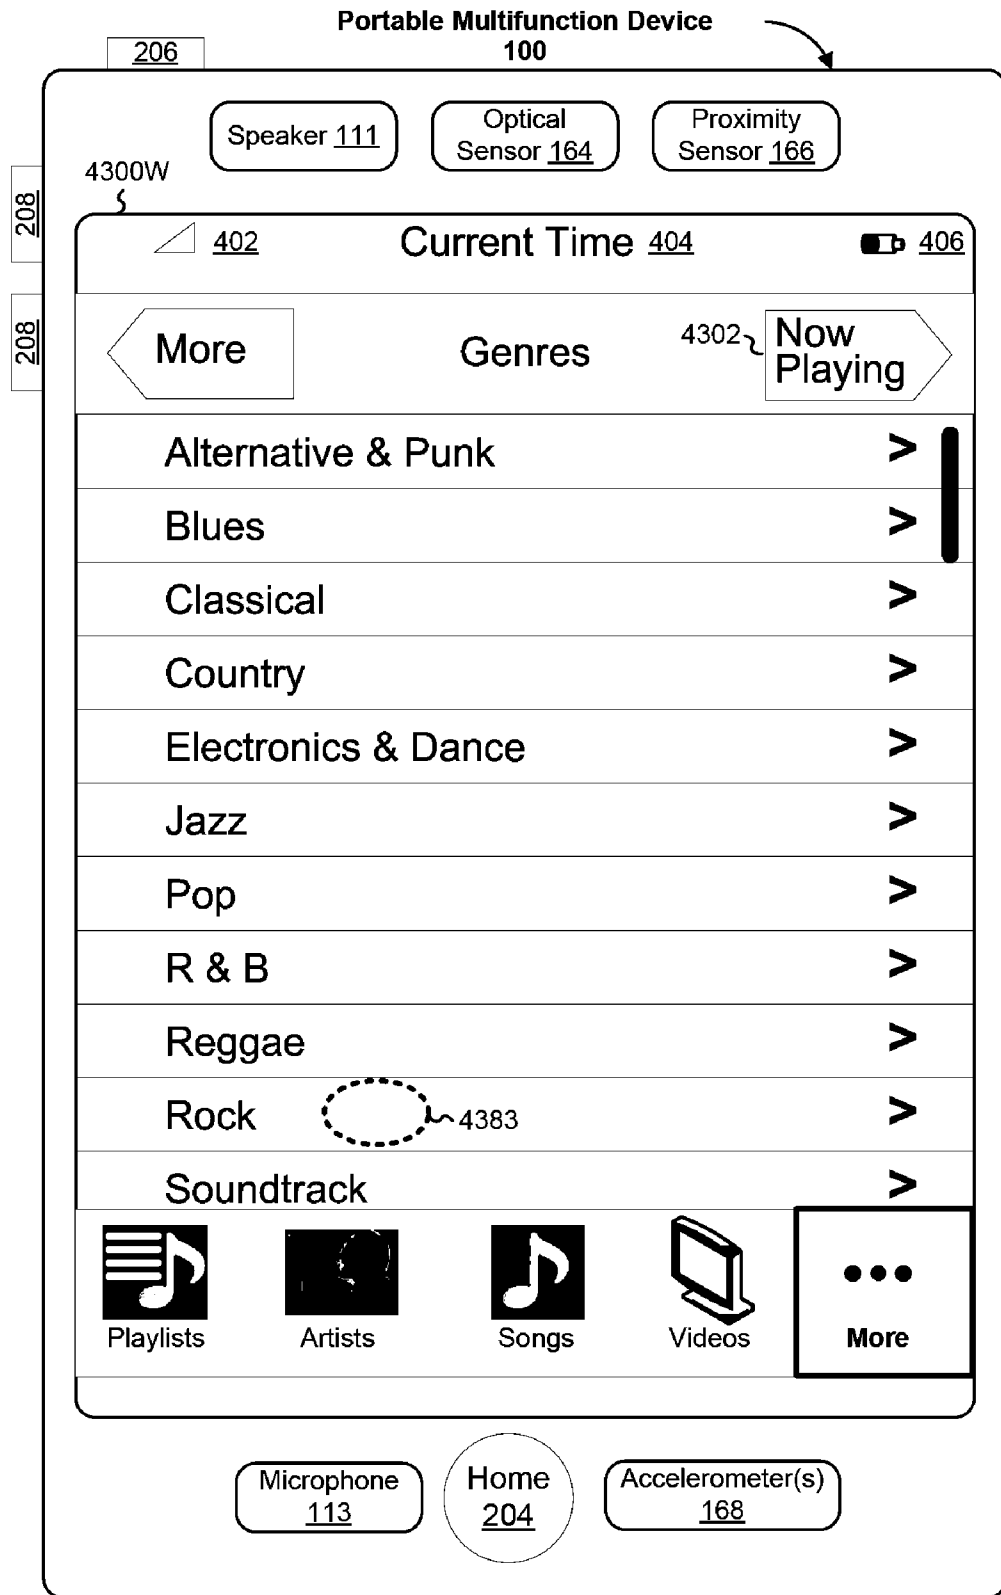 Portable Multifunction Device
100
206
Speaker 111
Optical
Sensor 164
Proximity
Sensor 166
4300W
208
208
402
Current Time 404
406
More
Genres
4302
Now
Playing
Alternative & Punk
>
Blues
>
Classical
>
Country
>
Electronics & Dance
>
Jazz
>
Pop
>
R & B
>
Reggae
>
Rock
4383
>
Soundtrack
>
Playlists
Artists
Songs
Videos
More
Microphone
113
Home
204
Accelerometer(s)
168